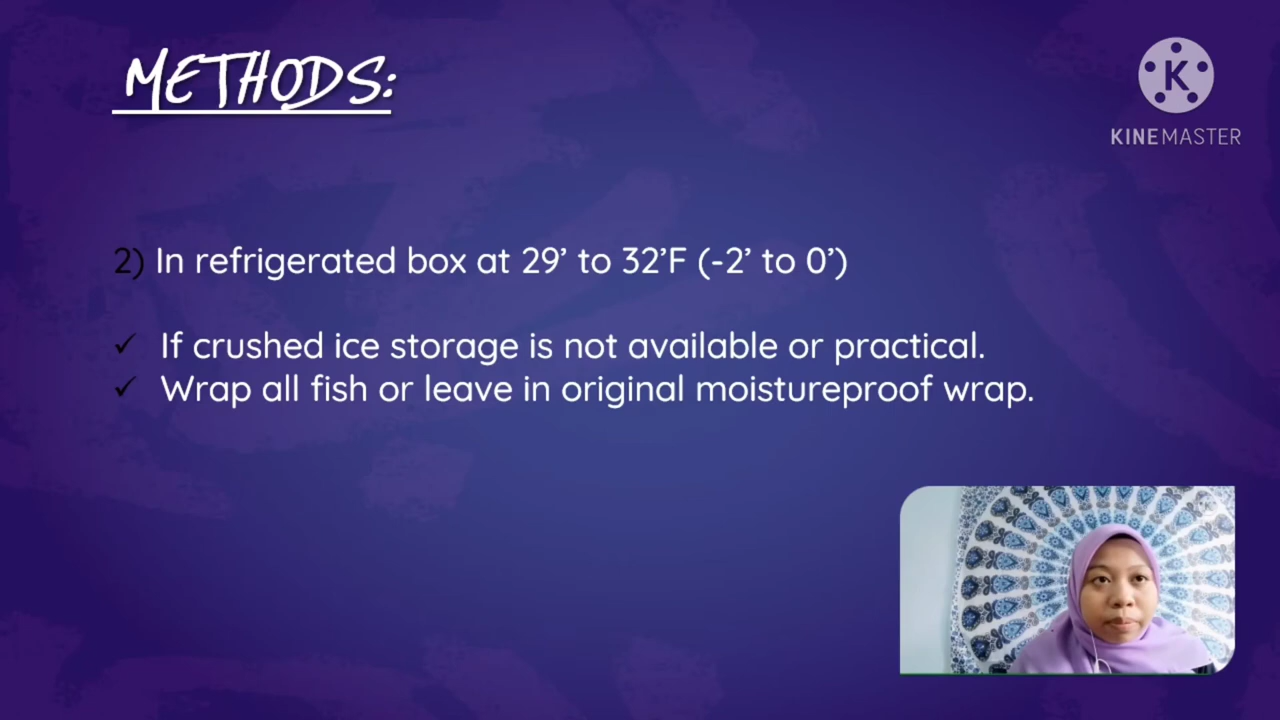 METHODS:
K
KINEMASTER
2) In refrigerated box at 29’ to 32’F (-2’ to 0’)
✓ If crushed ice storage is not available or practical.
✓ Wrap all fish or leave in original moistureproof wrap.